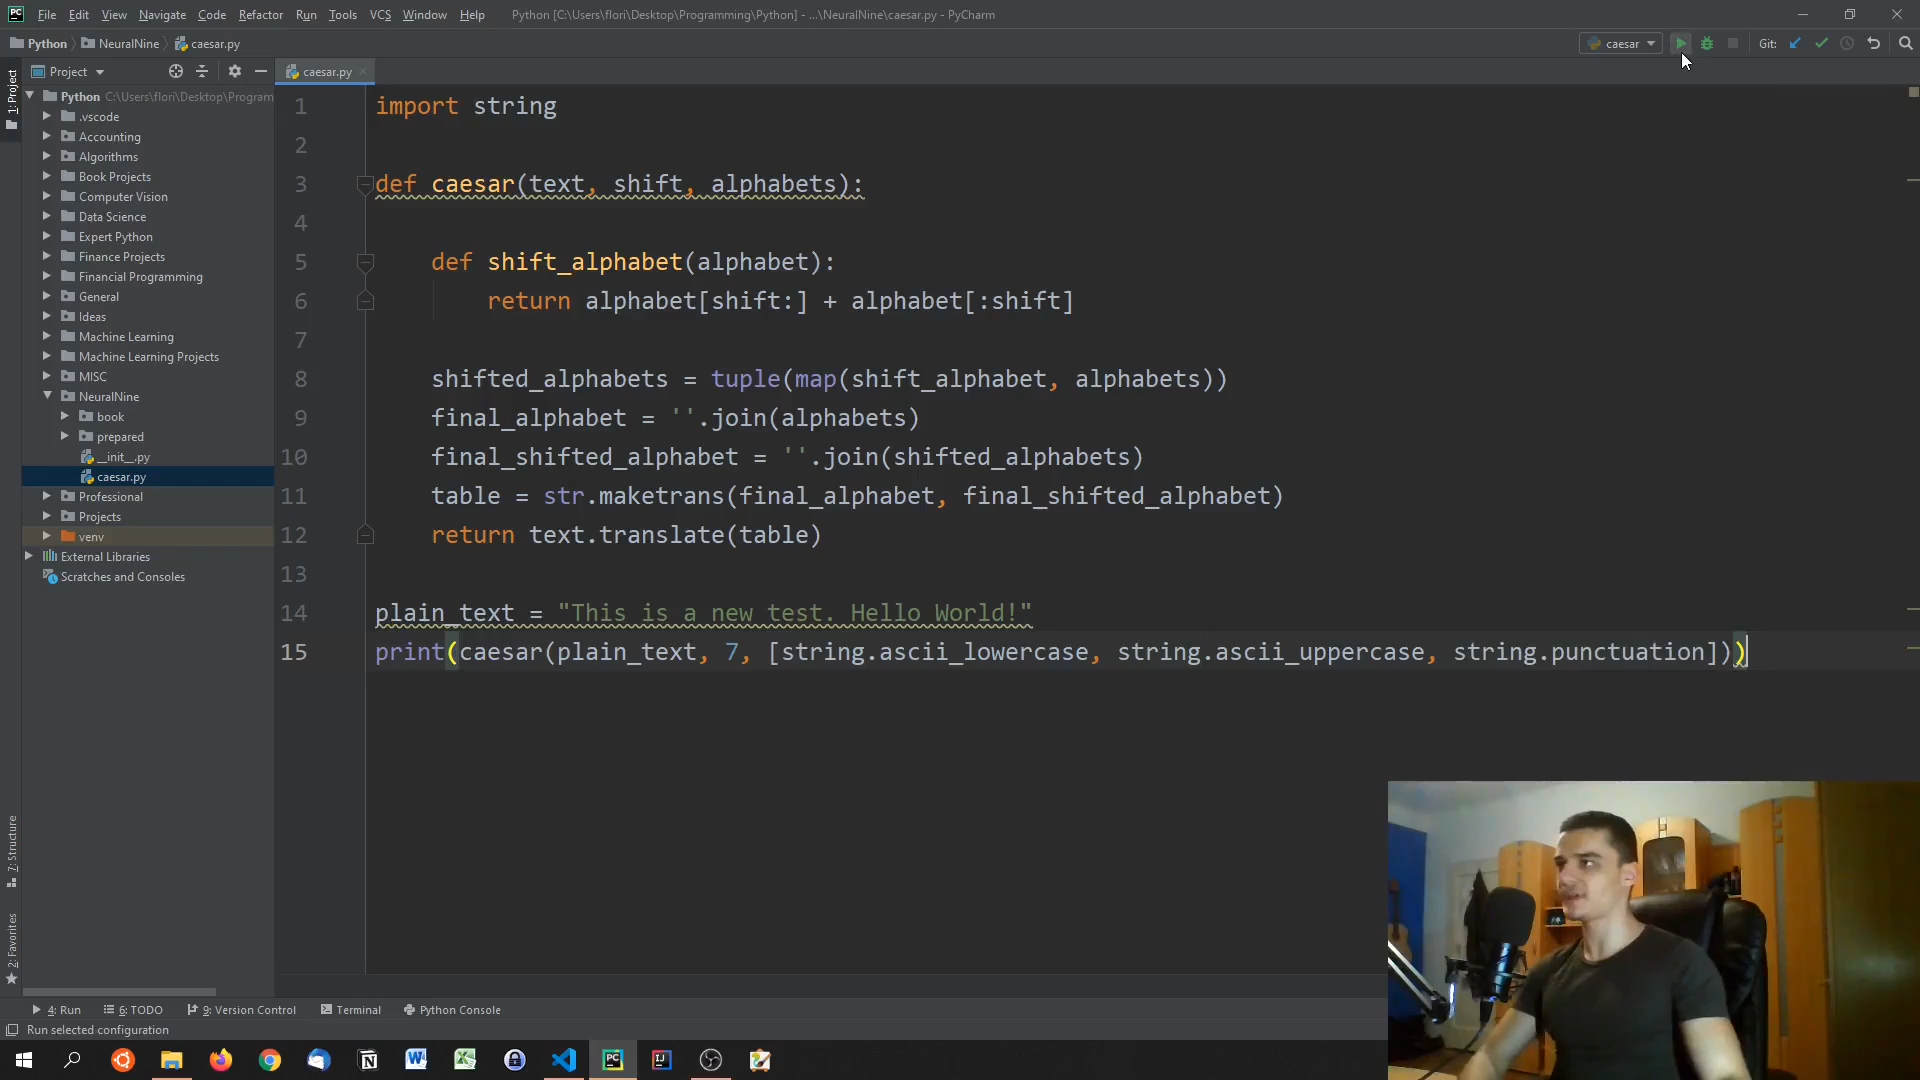 File Edit View Navigate Code Refactor Run Tools VCS Window Help Python [C:\Users\flori\Desktop\Programming\Python] - ...\NeuralNine\caesar.py - PyCharm
Python NeuralNine caesar.py caesar Git:
Project caesar.py
1: Project
Python C:\Users\flori\Desktop\Program
.vscode
Accounting
Algorithms
Book Projects
Computer Vision
Data Science
Expert Python
Finance Projects
Financial Programming
General
Ideas
Machine Learning
Machine Learning Projects
MISC
NeuralNine
book
prepared
__init__.py
caesar.py
Professional
Projects
venv
External Libraries
Scratches and Consoles
7: Structure
2: Favorites
1 import string
2
3 def caesar(text, shift, alphabets):
4
5 def shift_alphabet(alphabet):
6 return alphabet[shift:] + alphabet[:shift]
7
8 shifted_alphabets = tuple(map(shift_alphabet, alphabets))
9 final_alphabet = ''.join(alphabets)
10 final_shifted_alphabet = ''.join(shifted_alphabets)
11 table = str.maketrans(final_alphabet, final_shifted_alphabet)
12 return text.translate(table)
13
14 plain_text = "This is a new test. Hello World!"
15 print(caesar(plain_text, 7, [string.ascii_lowercase, string.ascii_uppercase, string.punctuation]))
4: Run 6: TODO 9: Version Control Terminal Python Console
Run selected configuration